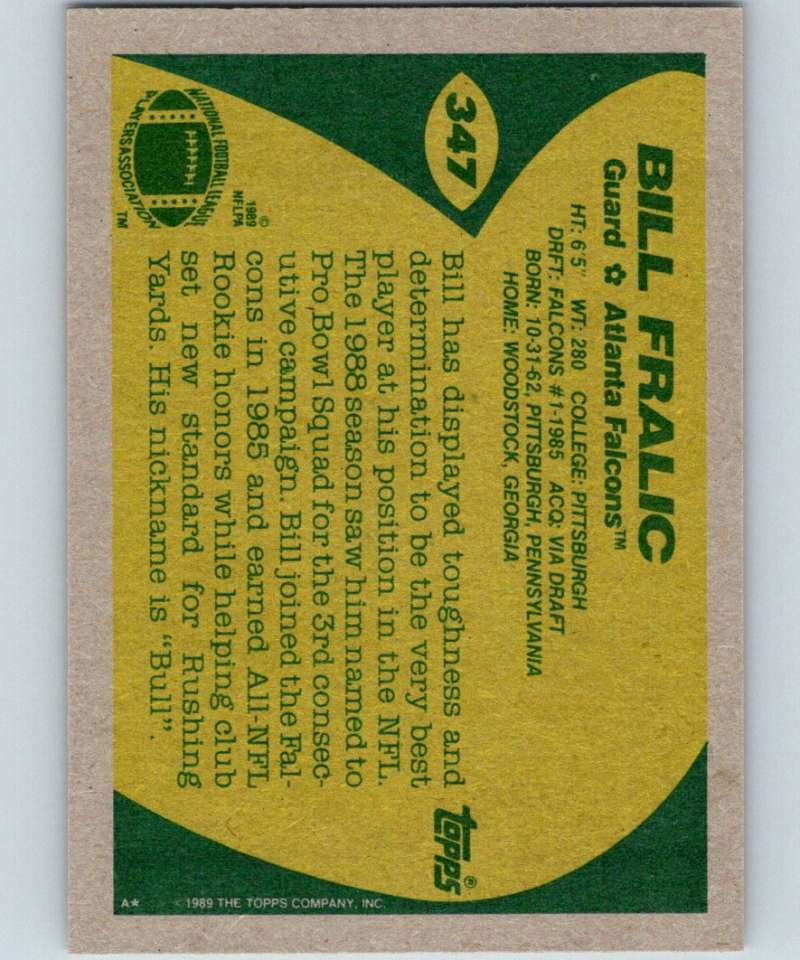 347
BILL FRALIC
Guard ✿ Atlanta Falcons™
HT: 6'5" WT: 280 COLLEGE: PITTSBURGH
DRFT: FALCONS #1-1985 ACQ: VIA DRAFT
BORN: 10-31-62, PITTSBURGH, PENNSYLVANIA
HOME: WOODSTOCK, GEORGIA
Bill has displayed toughness and
determination to be the very best
player at his position in the NFL.
The 1988 season saw him named to
Pro Bowl Squad for the 3rd consec-
utive campaign. Bill joined the Fal-
cons in 1985 and earned All-NFL
Rookie honors while helping club
set new standard for Rushing
Yards. His nickname is "Bull".
NATIONAL FOOTBALL LEAGUE
PLAYERS ASSOCIATION
TM
©
1989
NFLPA
topps®
A* © 1989 THE TOPPS COMPANY, INC.